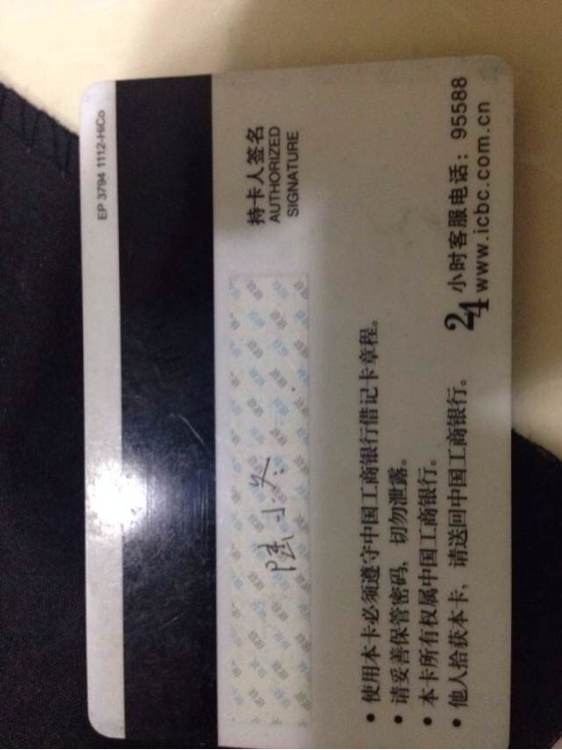 EP 3794 1112-HiCo
持卡人签名
AUTHORIZED
SIGNATURE
使用本卡必须遵守中国工商银行借记卡章程。
请妥善保管密码，切勿泄露。
本卡所有权属中国工商银行。
他人拾获本卡，请送回中国工商银行。
24小时客服电话：95588
www.icbc.com.cn